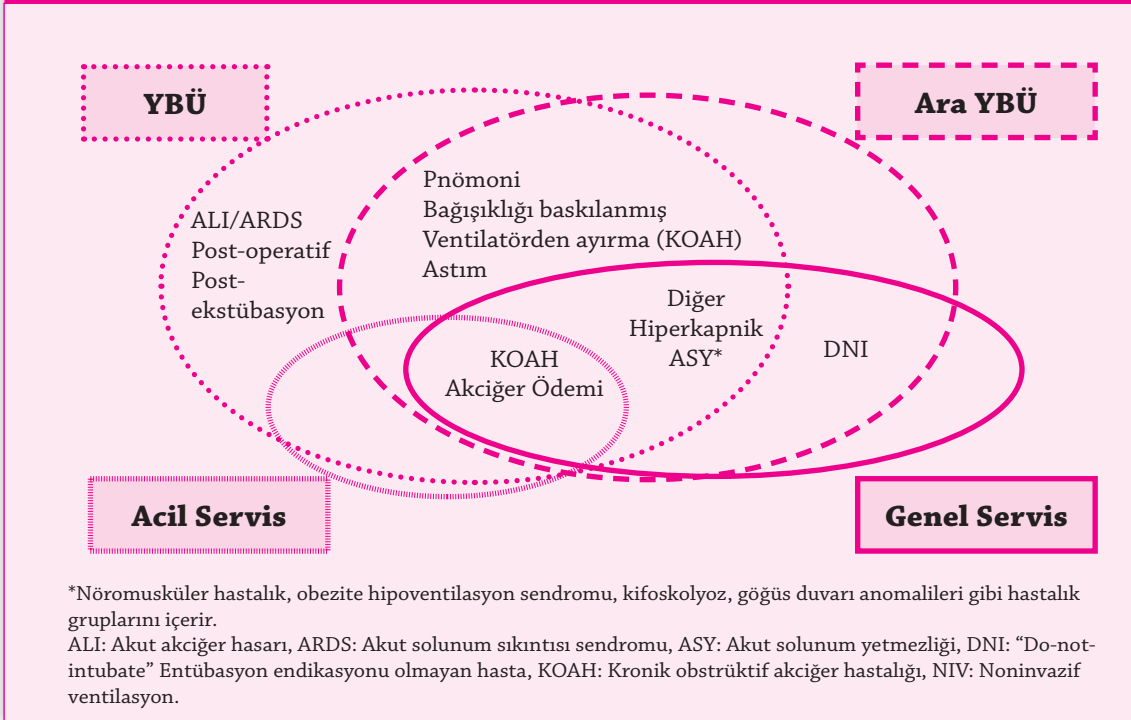 YBÜ
Ara YBÜ
ALI/ARDS
Post-operatif
Post-
ekstübasyon
Pnömoni
Bağışıklığı baskılanmış
Ventilatörden ayırma (KOAH)
Astım
Diğer
Hiperkapnik
ASY*
DNI
KOAH
Akciğer Ödemi
Acil Servis
Genel Servis
*Nöromusküler hastalık, obezite hipoventilasyon sendromu, kifoskolyoz, göğüs duvarı anomalileri gibi hastalık
gruplarını içerir.
ALI: Akut akciğer hasarı, ARDS: Akut solunum sıkıntısı sendromu, ASY: Akut solunum yetmezliği, DNI: “Do-not-
intubate” Entübasyon endikasyonu olmayan hasta, KOAH: Kronik obstrüktif akciğer hastalığı, NIV: Noninvazif
ventilasyon.